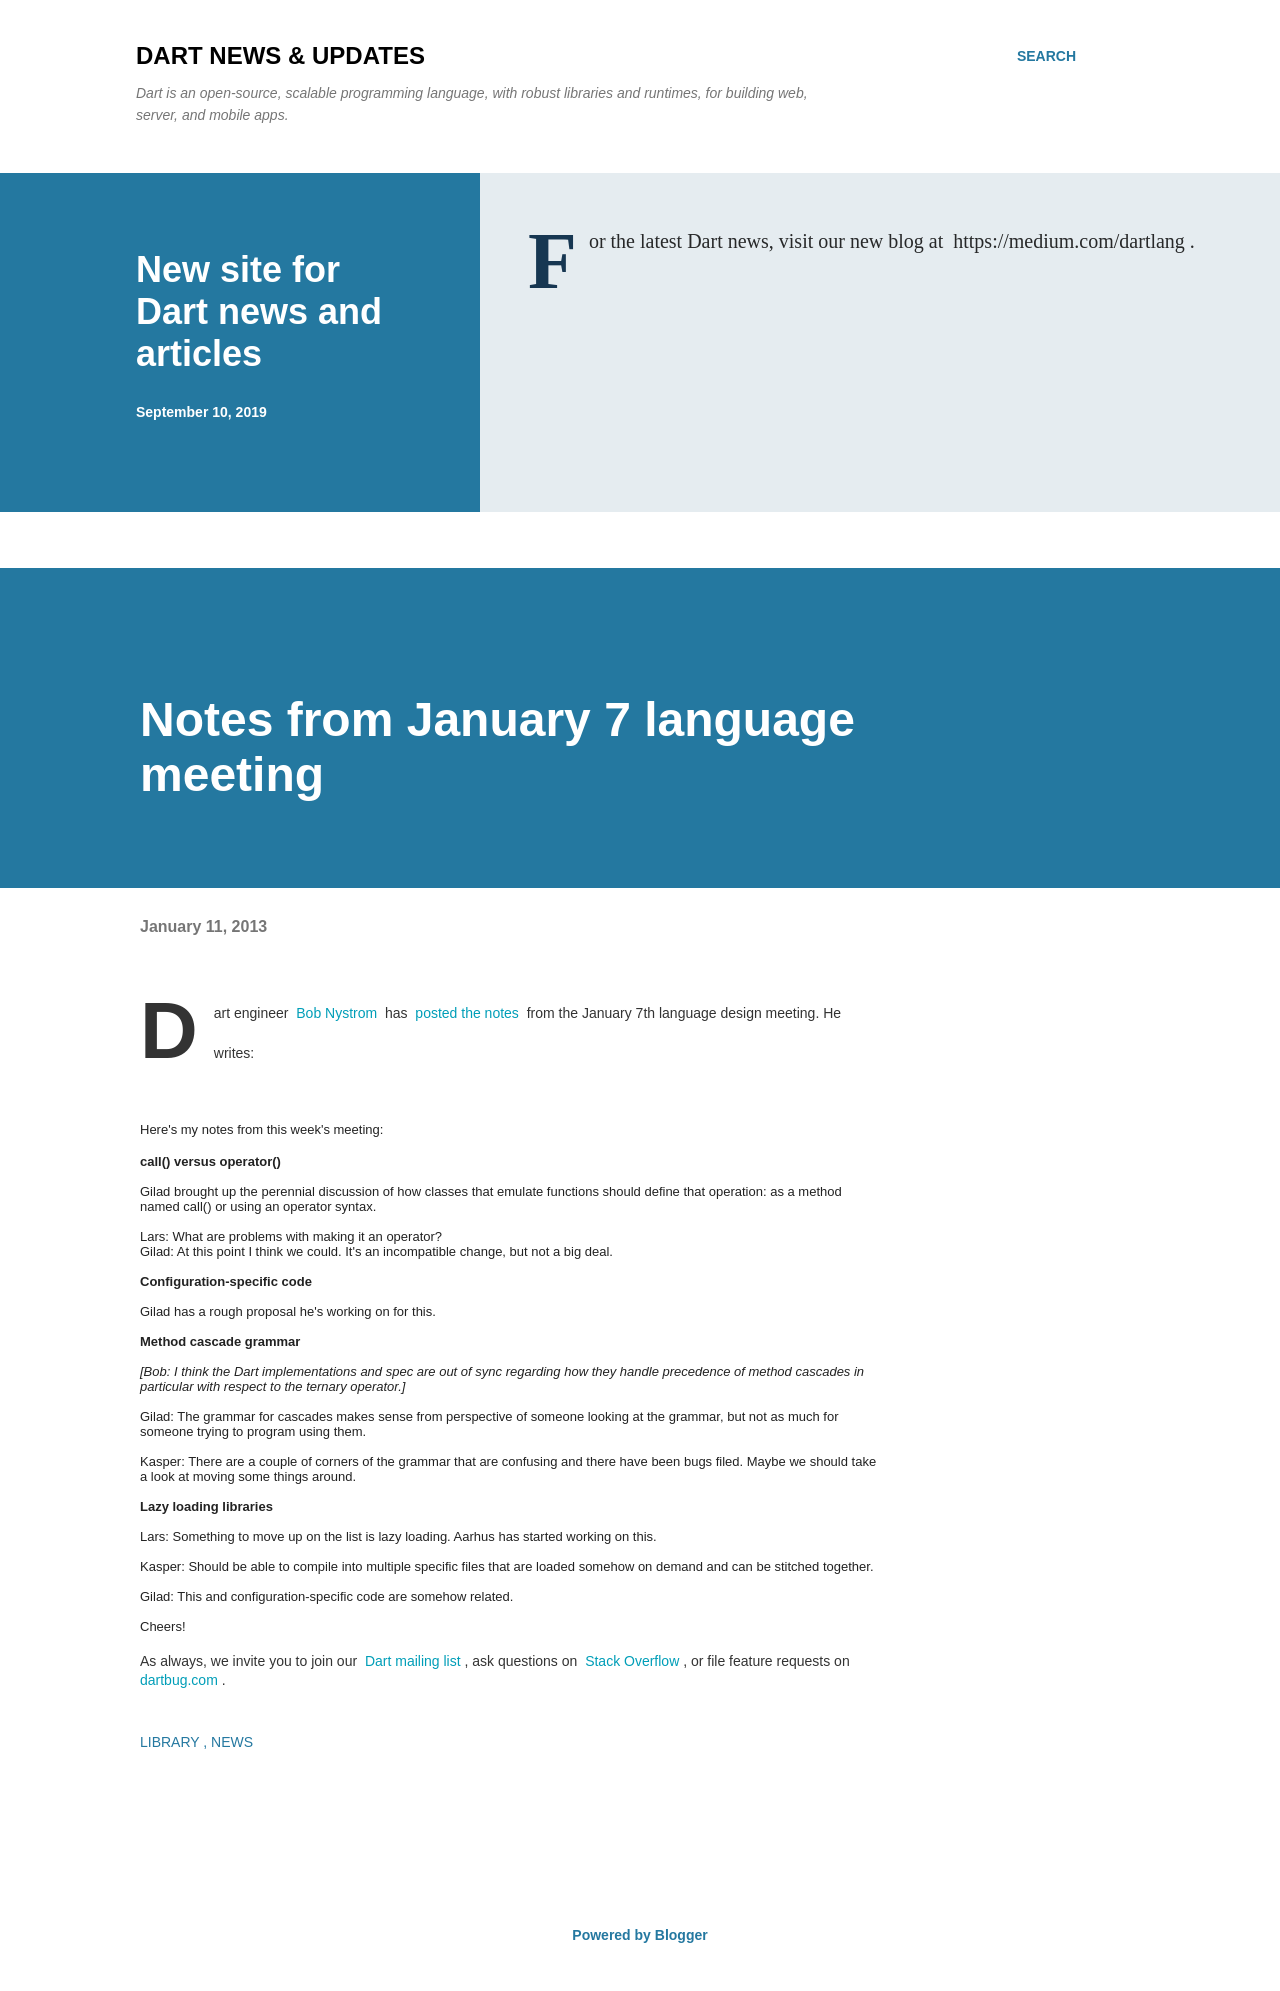 DART NEWS & UPDATES
SEARCH
Dart is an open-source, scalable programming language, with robust libraries and runtimes, for building web,
server, and mobile apps.
New site for
Dart news and
articles
September 10, 2019
For the latest Dart news, visit our new blog at https://medium.com/dartlang .
Notes from January 7 language
meeting
January 11, 2013
Dart engineer Bob Nystrom has posted the notes from the January 7th language design meeting. He
writes:
Here's my notes from this week's meeting:
call() versus operator()
Gilad brought up the perennial discussion of how classes that emulate functions should define that operation: as a method
named call() or using an operator syntax.
Lars: What are problems with making it an operator?
Gilad: At this point I think we could. It's an incompatible change, but not a big deal.
Configuration-specific code
Gilad has a rough proposal he's working on for this.
Method cascade grammar
[Bob: I think the Dart implementations and spec are out of sync regarding how they handle precedence of method cascades in
particular with respect to the ternary operator.]
Gilad: The grammar for cascades makes sense from perspective of someone looking at the grammar, but not as much for
someone trying to program using them.
Kasper: There are a couple of corners of the grammar that are confusing and there have been bugs filed. Maybe we should take
a look at moving some things around.
Lazy loading libraries
Lars: Something to move up on the list is lazy loading. Aarhus has started working on this.
Kasper: Should be able to compile into multiple specific files that are loaded somehow on demand and can be stitched together.
Gilad: This and configuration-specific code are somehow related.
Cheers!
As always, we invite you to join our Dart mailing list , ask questions on Stack Overflow , or file feature requests on
dartbug.com .
LIBRARY , NEWS
Powered by Blogger